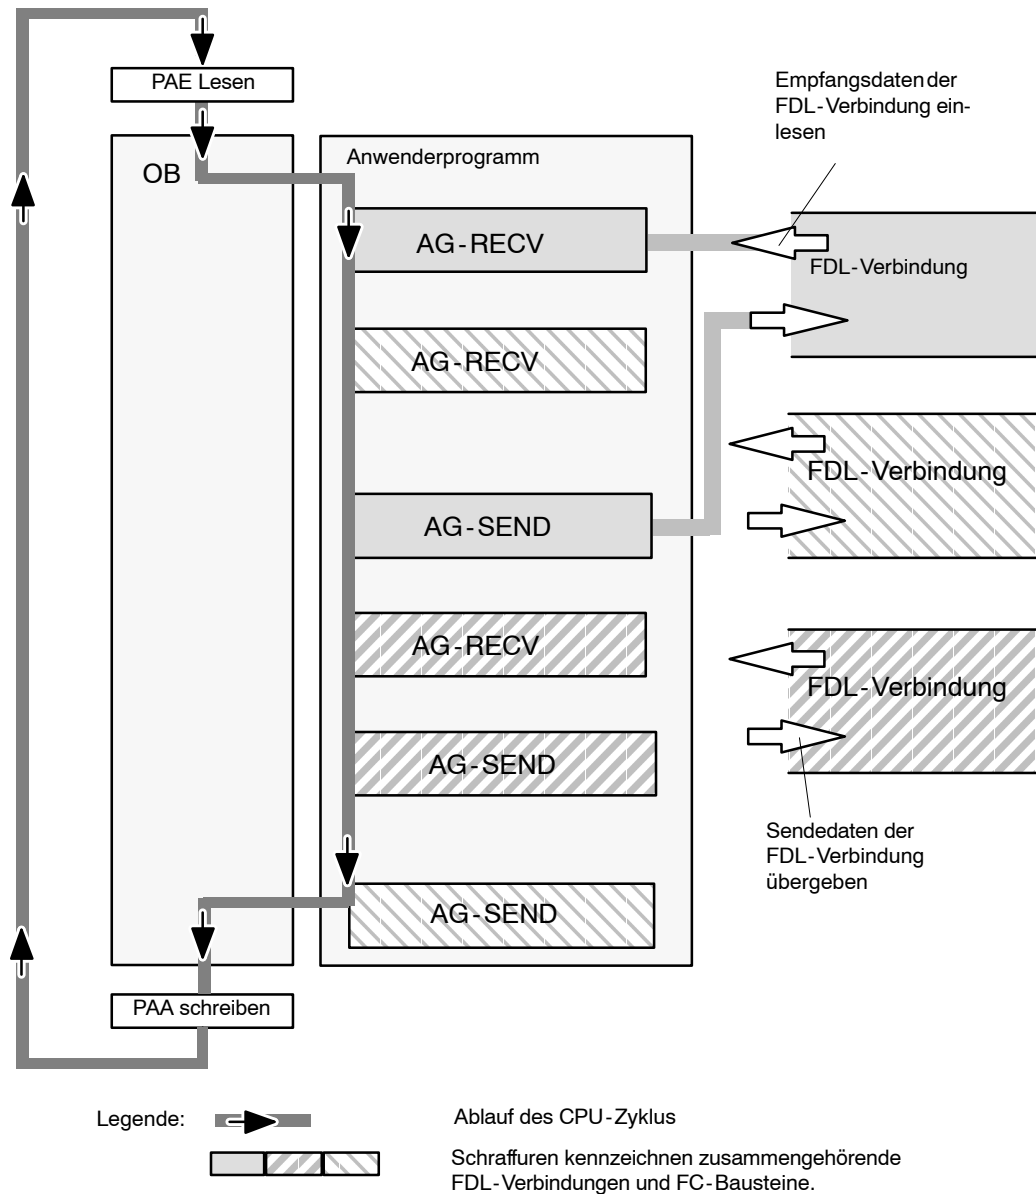 PAE Lesen
Empfangsdaten der
FDL-Verbindung ein-
lesen
OB
Anwenderprogramm
AG-RECV
FDL-Verbindung
AG-RECV
FDL-Verbindung
AG-SEND
AG-RECV
FDL-Verbindung
AG-SEND
Sendedaten der
FDL-Verbindung
übergeben
AG-SEND
PAA schreiben
Legende:
Ablauf des CPU-Zyklus
Schraffuren kennzeichnen zusammengehörende
FDL-Verbindungen und FC-Bausteine.